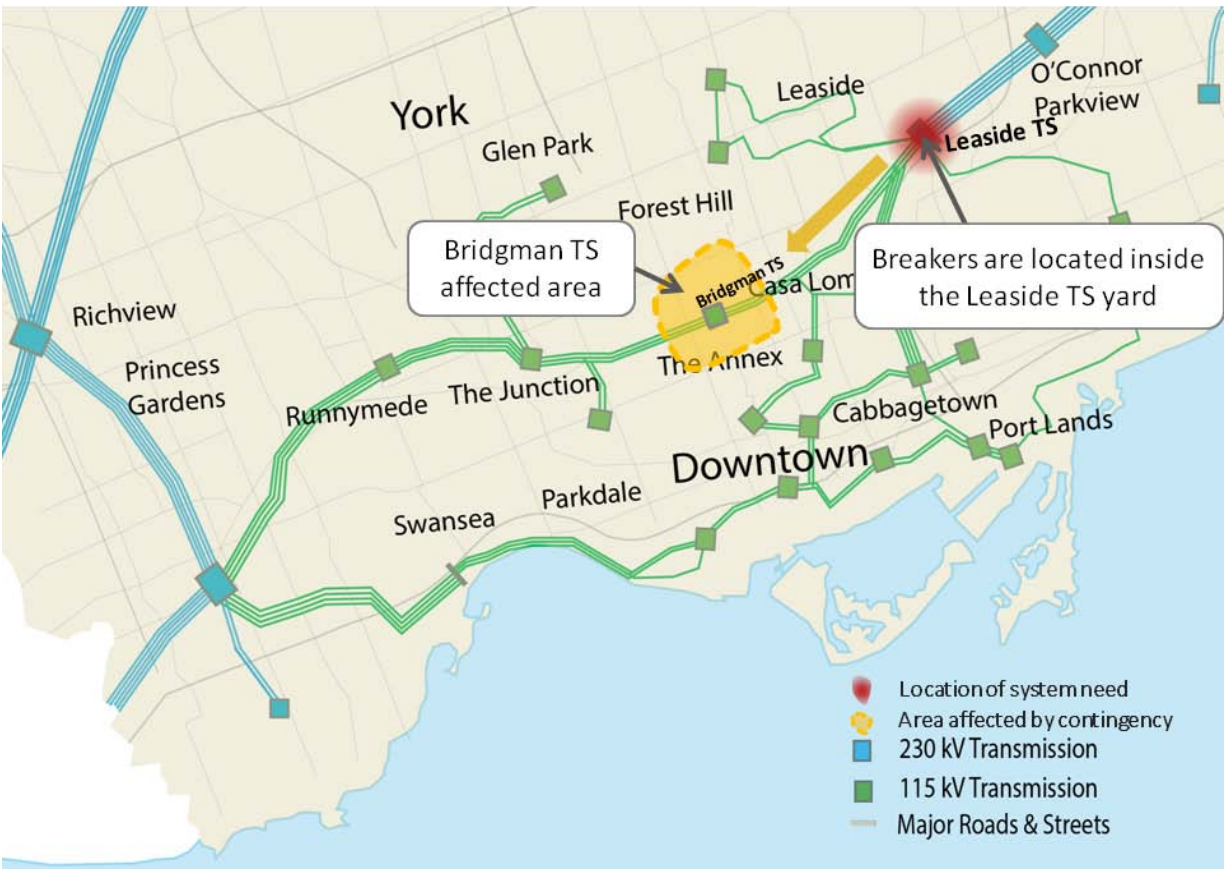 York
Leaside
O'Connor
Parkview
Glen Park
Leaside TS
Forest Hill
Bridgman TS
affected area
Bridgman TS
Casa Lom
Breakers are located inside
the Leaside TS yard
Richview
Princess
Gardens
The Annex
The Junction
Runnymede
Cabbagetown
Port Lands
Downtown
Parkdale
Swansea
Location of system need
Area affected by contingency
230 kV Transmission
115 kV Transmission
Major Roads & Streets